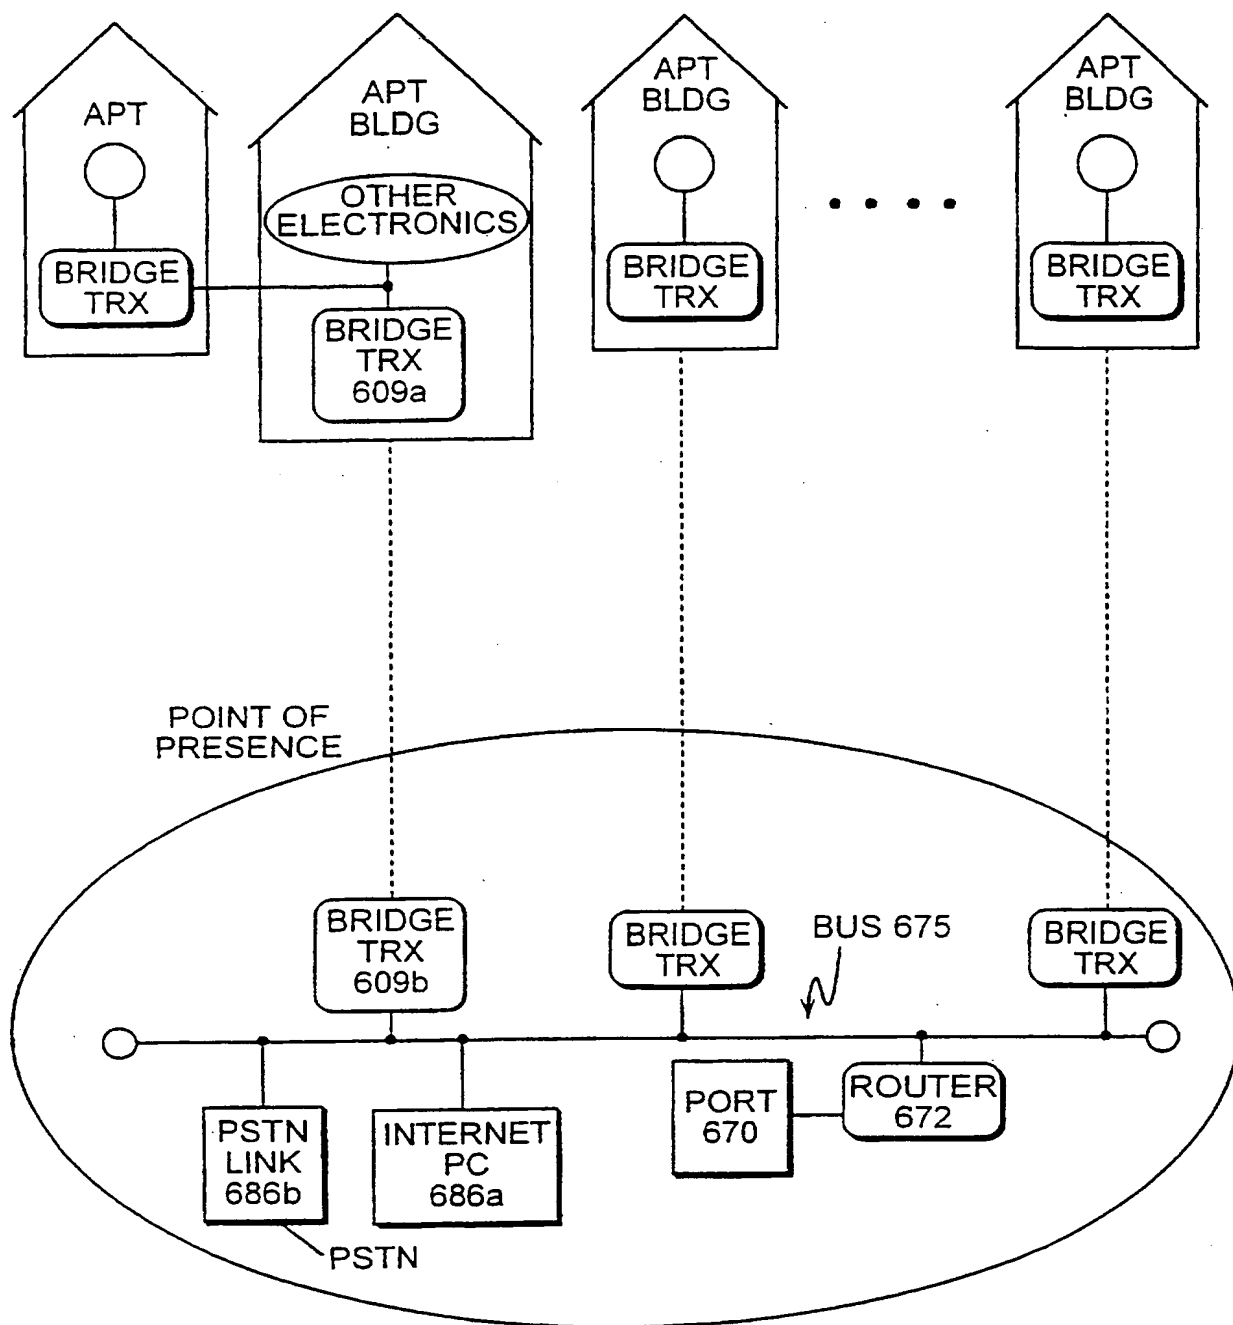 APT
APT
BLDG
APT
BLDG
APT
BLDG
OTHER
ELECTRONICS
BRIDGE
TRX
BRIDGE
TRX
609a
BRIDGE
TRX
BRIDGE
TRX
POINT OF
PRESENCE
BRIDGE
TRX
609b
BRIDGE
TRX
BUS 675
BRIDGE
TRX
PSTN
LINK
686b
INTERNET
PC
686a
PORT
670
ROUTER
672
PSTN